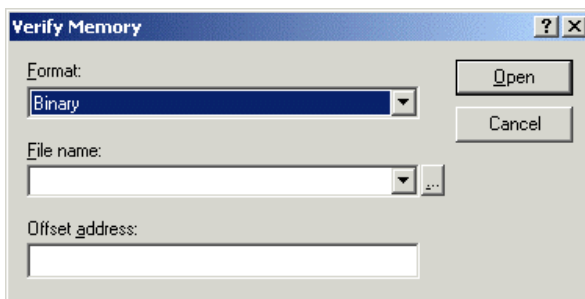 Verify Memory
Format:
Open
Binary
Cancel
File name:
...
Offset address: